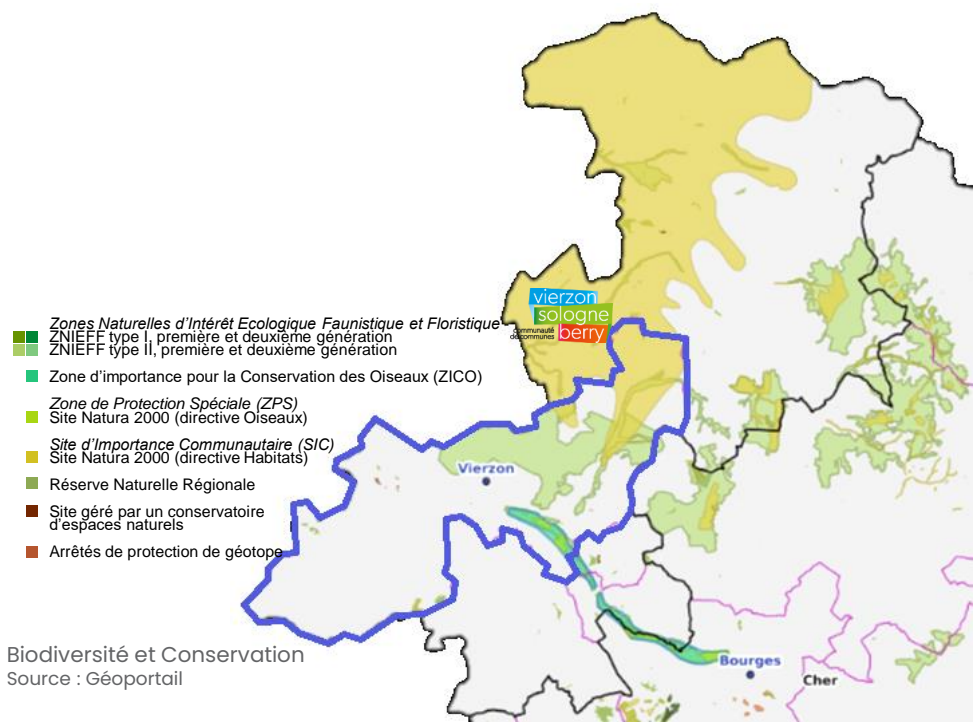 vierzon
sologne
communauté
de communes
berry
Zones Naturelles d'Intérêt Ecologique Faunistique et Floristique
ZNIEFF type I, première et deuxième génération
ZNIEFF type II, première et deuxième génération
Zone d'importance pour la Conservation des Oiseaux (ZICO)
Zone de Protection Spéciale (ZPS)
Site Natura 2000 (directive Oiseaux)
Site d'Importance Communautaire (SIC)
Site Natura 2000 (directive Habitats)
Réserve Naturelle Régionale
Site géré par un conservatoire
d'espaces naturels
Arrêtés de protection de géotope
Vierzon
Bourges
Cher
Biodiversité et Conservation
Source : Géoportail